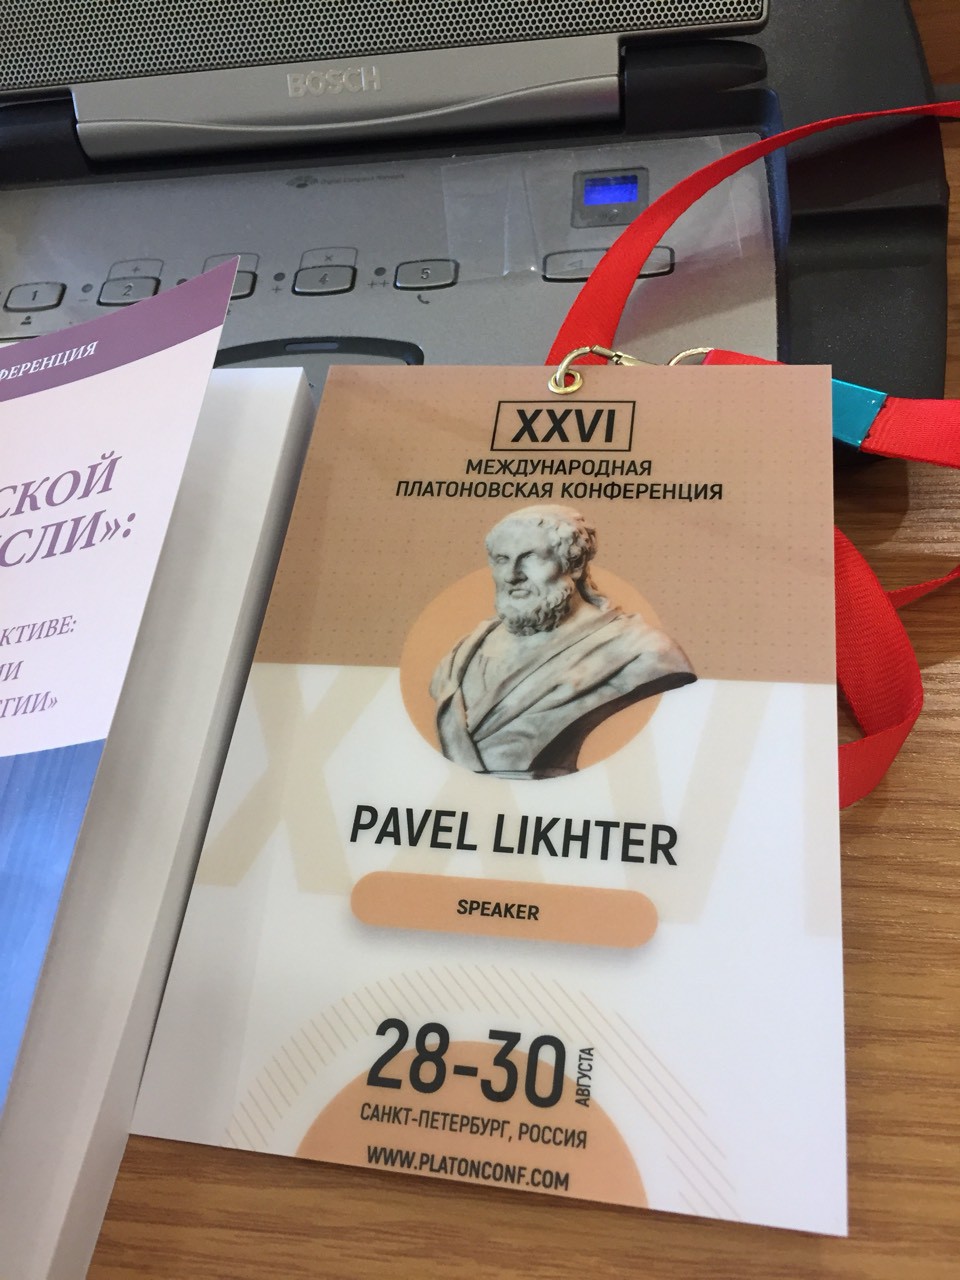 BOSCH
1
2
4
5
ФЕРЕНЦИЯ
СКОЙ
СЛИ»:
КТИВЕ:
ГИИ»
XXVI
МЕЖДУНАРОДНАЯ
ПЛАТОНОВСКАЯ КОНФЕРЕНЦИЯ
PAVEL LIKHTER
SPEAKER
28-30
АВГУСТА
САНКТ-ПЕТЕРБУРГ, РОССИЯ
WWW.PLATONCONF.COM